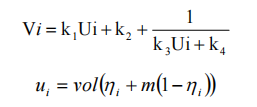 Vi = k₁Ui + k₂ + 1/(k₃Ui + k₄)
uᵢ = vol(ηᵢ + m(1 − ηᵢ))